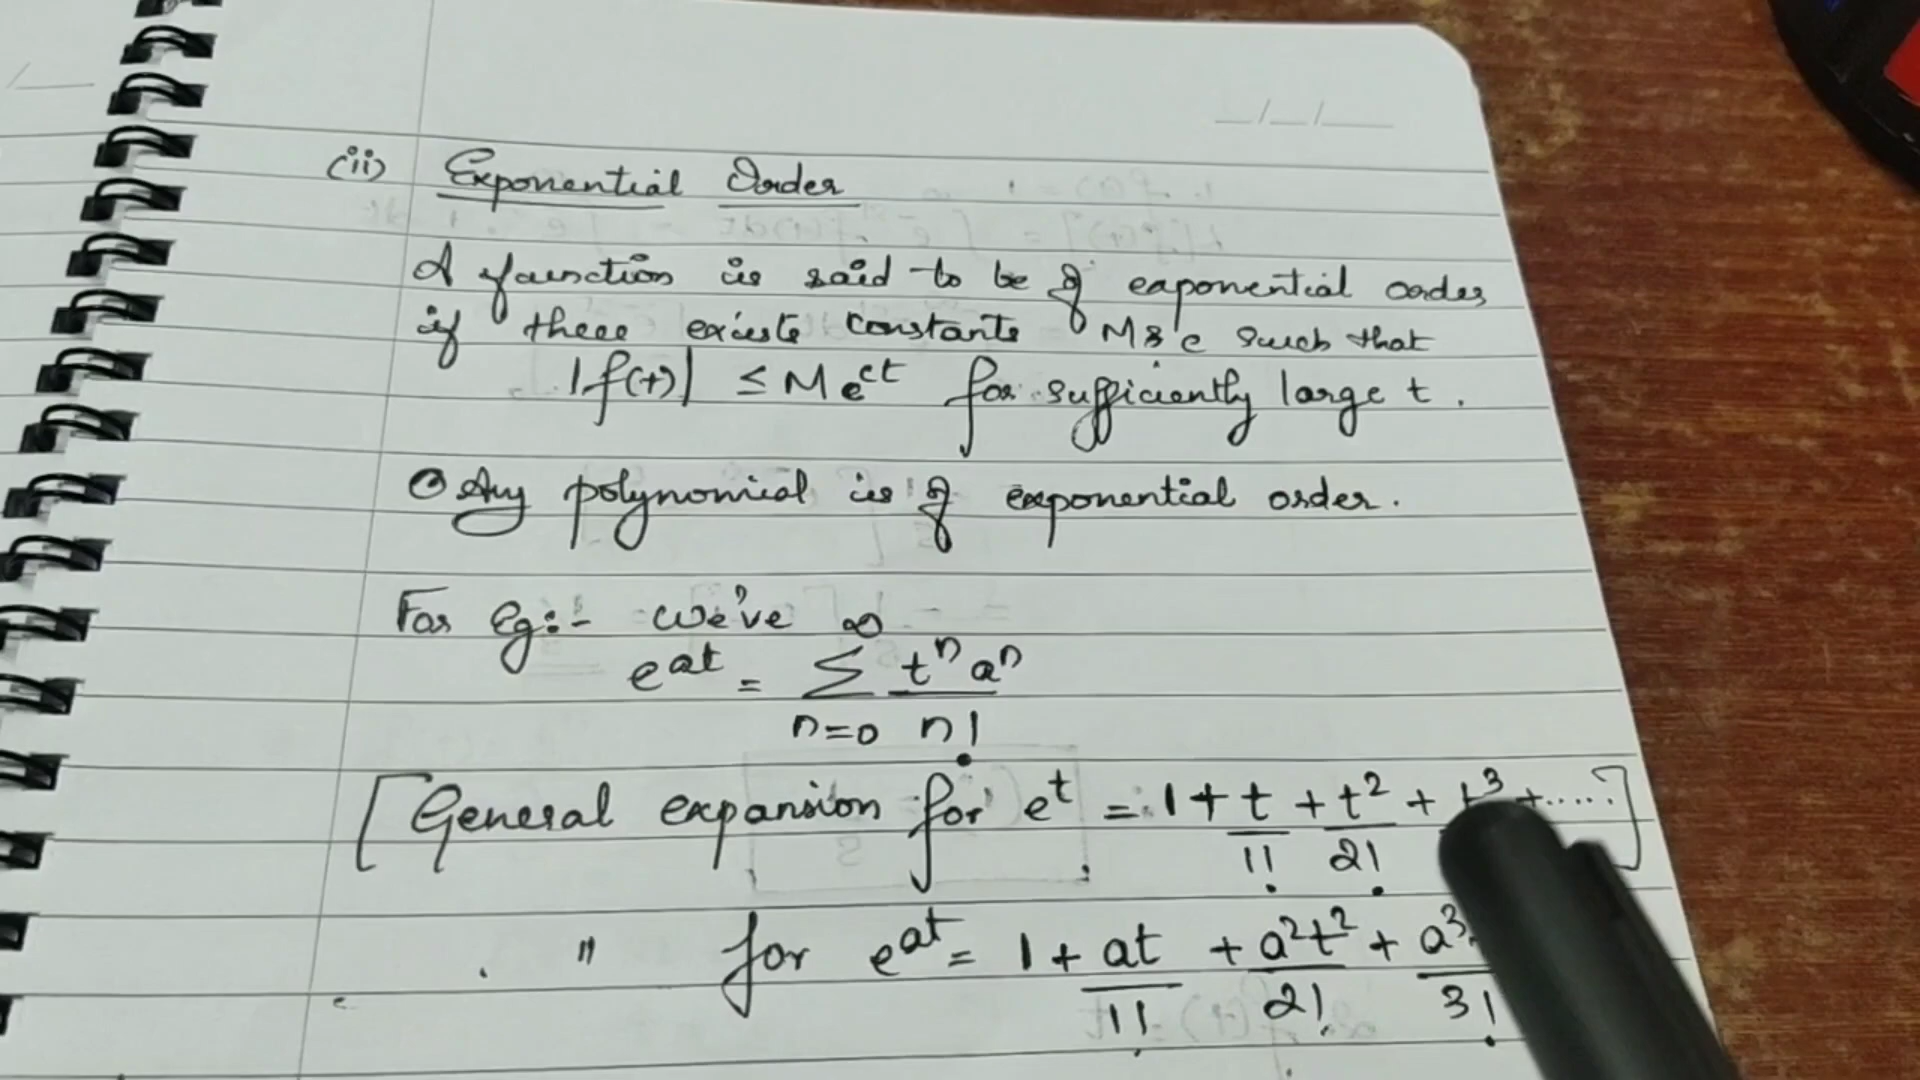 (ii) Exponential Order
A function is said to be of exponential order
if there exists constants M & c such that
|f(t)| ≤ M e^ct for sufficiently large t.
Any polynomial is of exponential order.
For Eg:- we've
e^at = ∞ Σ n=0 t^n a^n / n!
[General expansion for e^t = 1 + t/1! + t^2/2! + t^3 + ....]
" for e^at = 1 + at/1! + a^2t^2/2! + a^3 /3!